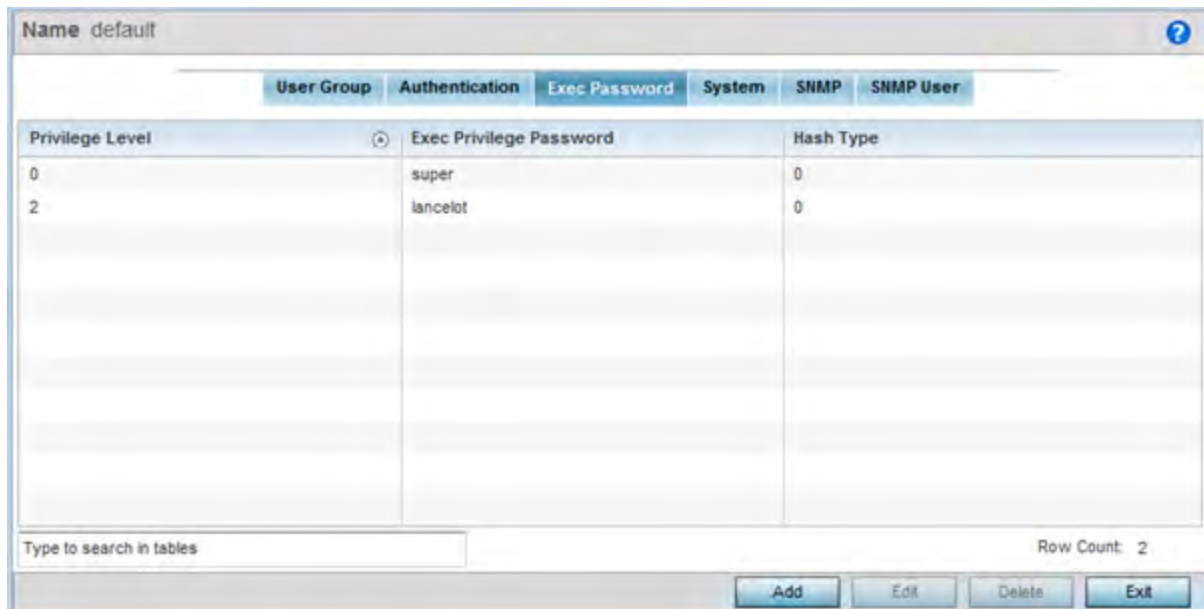 Name default
?
User Group Authentication Exec Password System SNMP SNMP User
Privilege Level Exec Privilege Password Hash Type
0 super 0
2 lancelot 0
Type to search in tables Row Count: 2
Add Edit Delete Exit